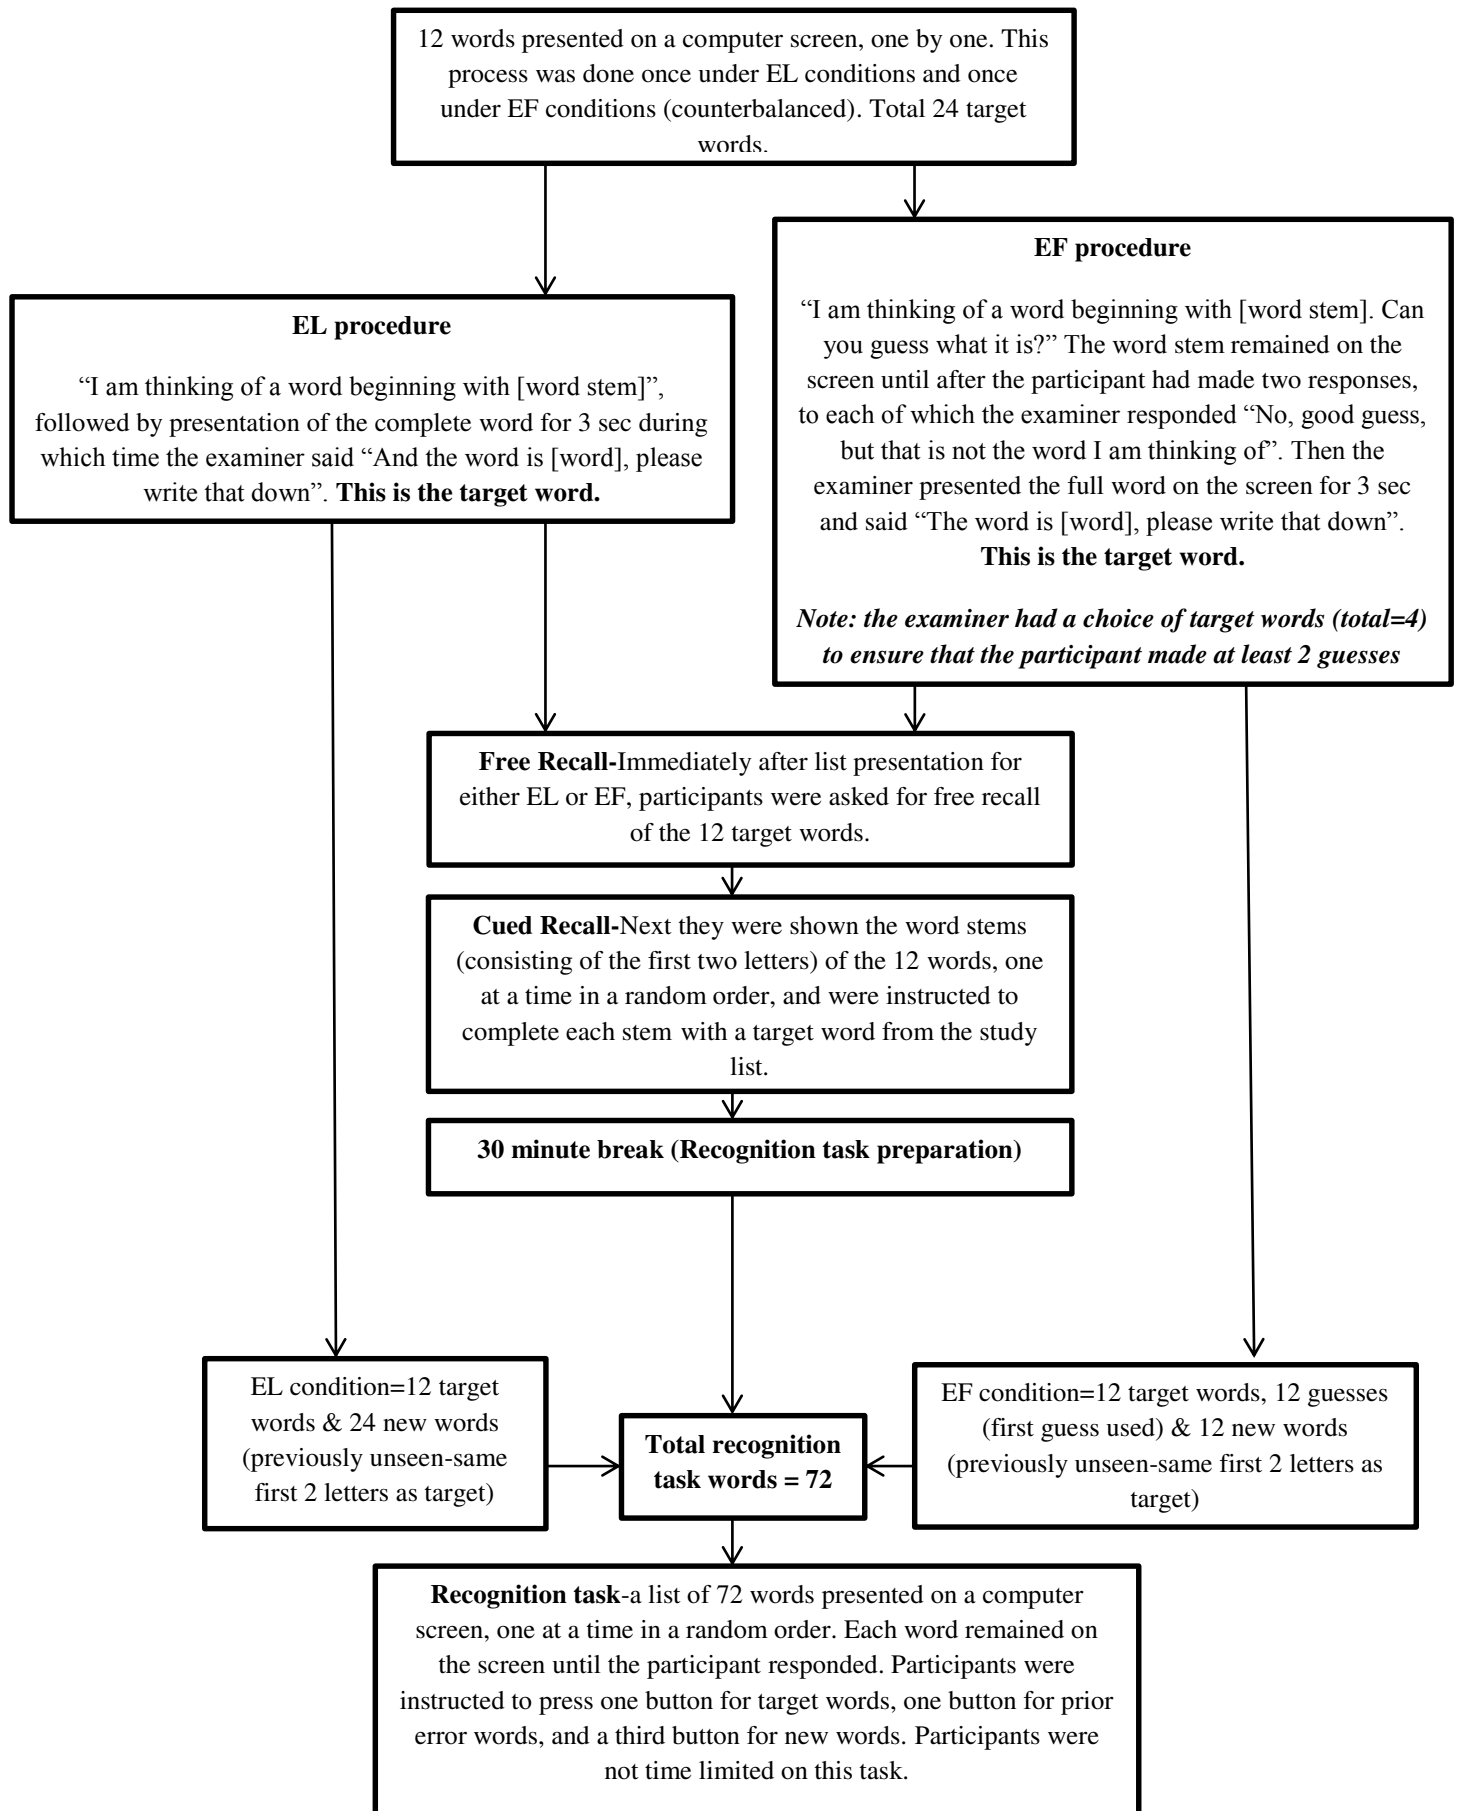 12 words presented on a computer screen, one by one. This
process was done once under EL conditions and once
under EF conditions (counterbalanced). Total 24 target
words.
EF procedure
“I am thinking of a word beginning with [word stem]. Can
you guess what it is?” The word stem remained on the
screen until after the participant had made two responses,
to each of which the examiner responded “No, good guess,
but that is not the word I am thinking of”. Then the
examiner presented the full word on the screen for 3 sec
and said “The word is [word], please write that down”.
This is the target word.
Note: the examiner had a choice of target words (total=4)
to ensure that the participant made at least 2 guesses
EL procedure
“I am thinking of a word beginning with [word stem]”,
followed by presentation of the complete word for 3 sec during
which time the examiner said “And the word is [word], please
write that down”. This is the target word.
Free Recall-Immediately after list presentation for
either EL or EF, participants were asked for free recall
of the 12 target words.
Cued Recall-Next they were shown the word stems
(consisting of the first two letters) of the 12 words, one
at a time in a random order, and were instructed to
complete each stem with a target word from the study
list.
30 minute break (Recognition task preparation)
EL condition=12 target
words & 24 new words
(previously unseen-same
first 2 letters as target)
Total recognition
task words = 72
EF condition=12 target words, 12 guesses
(first guess used) & 12 new words
(previously unseen-same first 2 letters as
target)
Recognition task-a list of 72 words presented on a computer
screen, one at a time in a random order. Each word remained on
the screen until the participant responded. Participants were
instructed to press one button for target words, one button for prior
error words, and a third button for new words. Participants were
not time limited on this task.